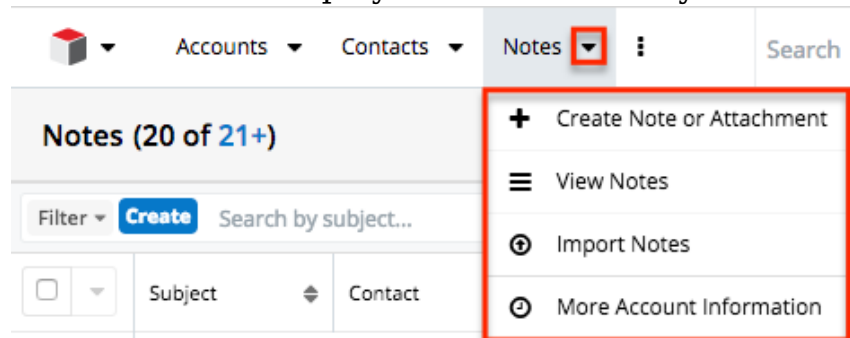 Accounts Contacts Notes Search
Notes (20 of 21+)
Create Note or Attachment
View Notes
Filter Create Search by subject...
Import Notes
Subject Contact
More Account Information